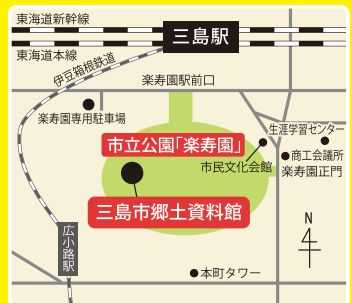 東海道新幹線
三島駅
東海道本線
伊豆箱根鉄道
楽寿園駅前口
楽寿園専用駐車場
生涯学習センター
市立公園「楽寿園」
商工会議所
市民文化会館
楽寿園正門
三島市郷土資料館
N
広小路駅
本町タワー